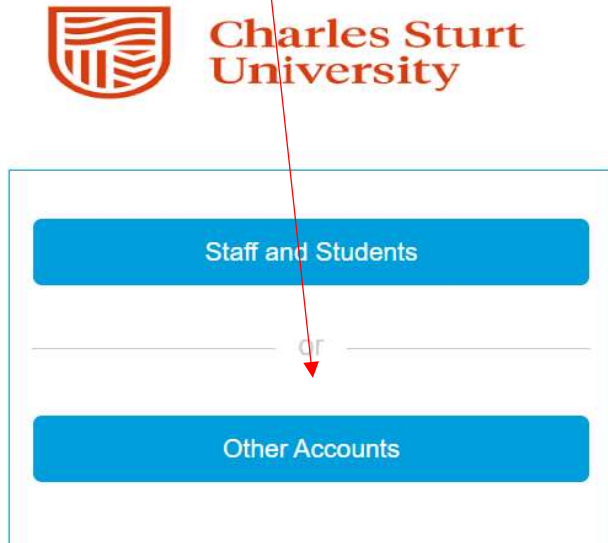 Charles Sturt
University
Staff and Students
or
Other Accounts